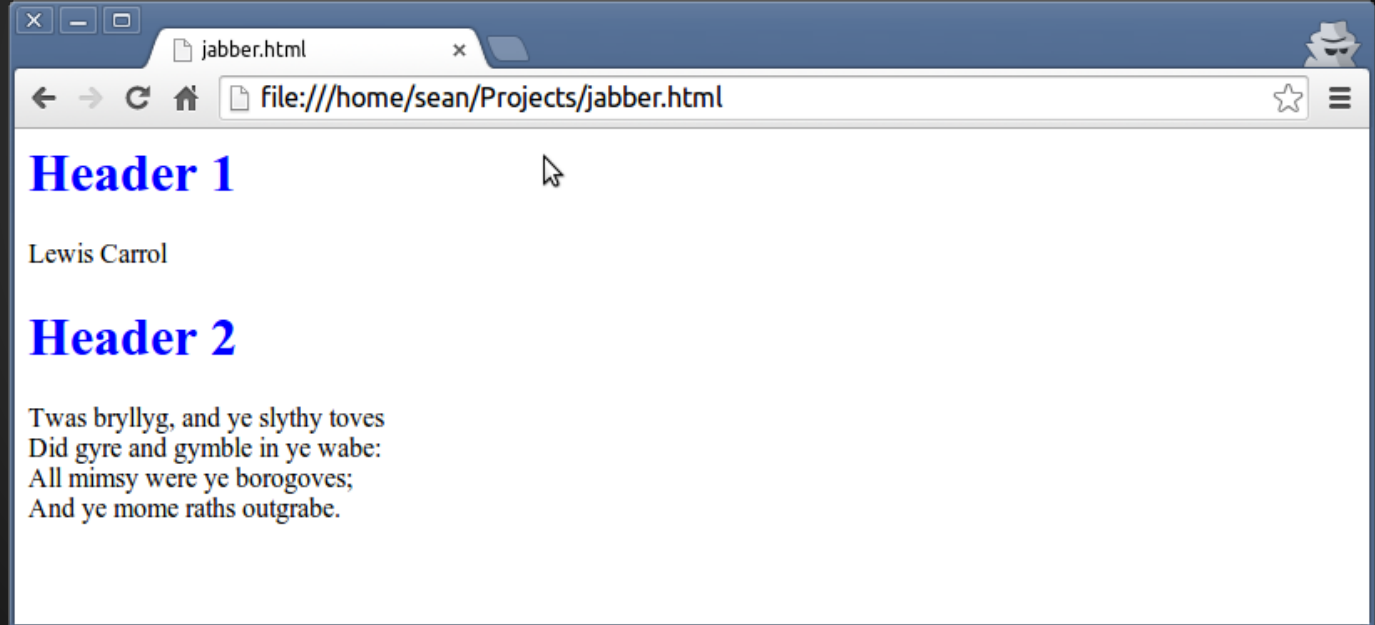 jabber.html
file:///home/sean/Projects/jabber.html
Header 1
Lewis Carrol
Header 2
Twas bryllyg, and ye slythy toves
Did gyre and gymble in ye wabe:
All mimsy were ye borogoves;
And ye mome raths outgrabe.